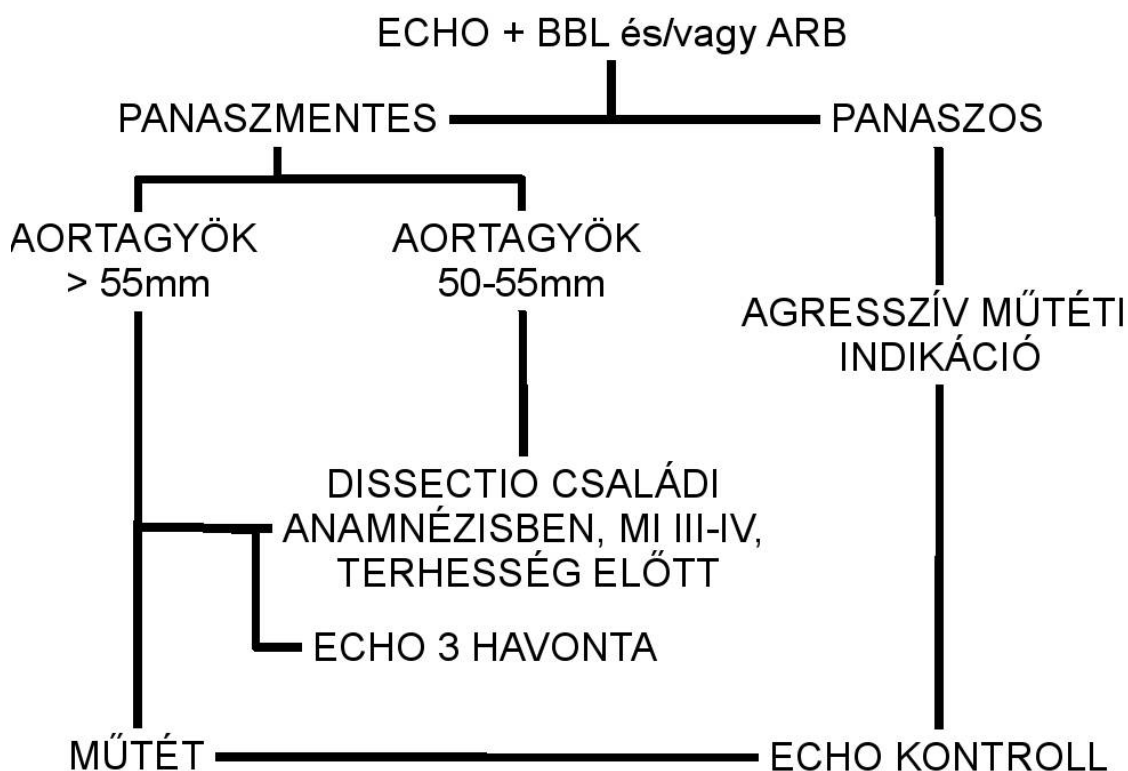 ECHO + BBL és/vagy ARB
PANASZMENTES
PANASZOS
AORTAGYÖK
> 55mm
AORTAGYÖK
50-55mm
AGRESSZÍV MŰTÉTI
INDIKÁCIÓ
DISSECTIO CSALÁDI
ANAMNÉZISBEN, MI III-IV,
TERHESSÉG ELŐTT
ECHO 3 HAVONTA
MŰTÉT
ECHO KONTROLL